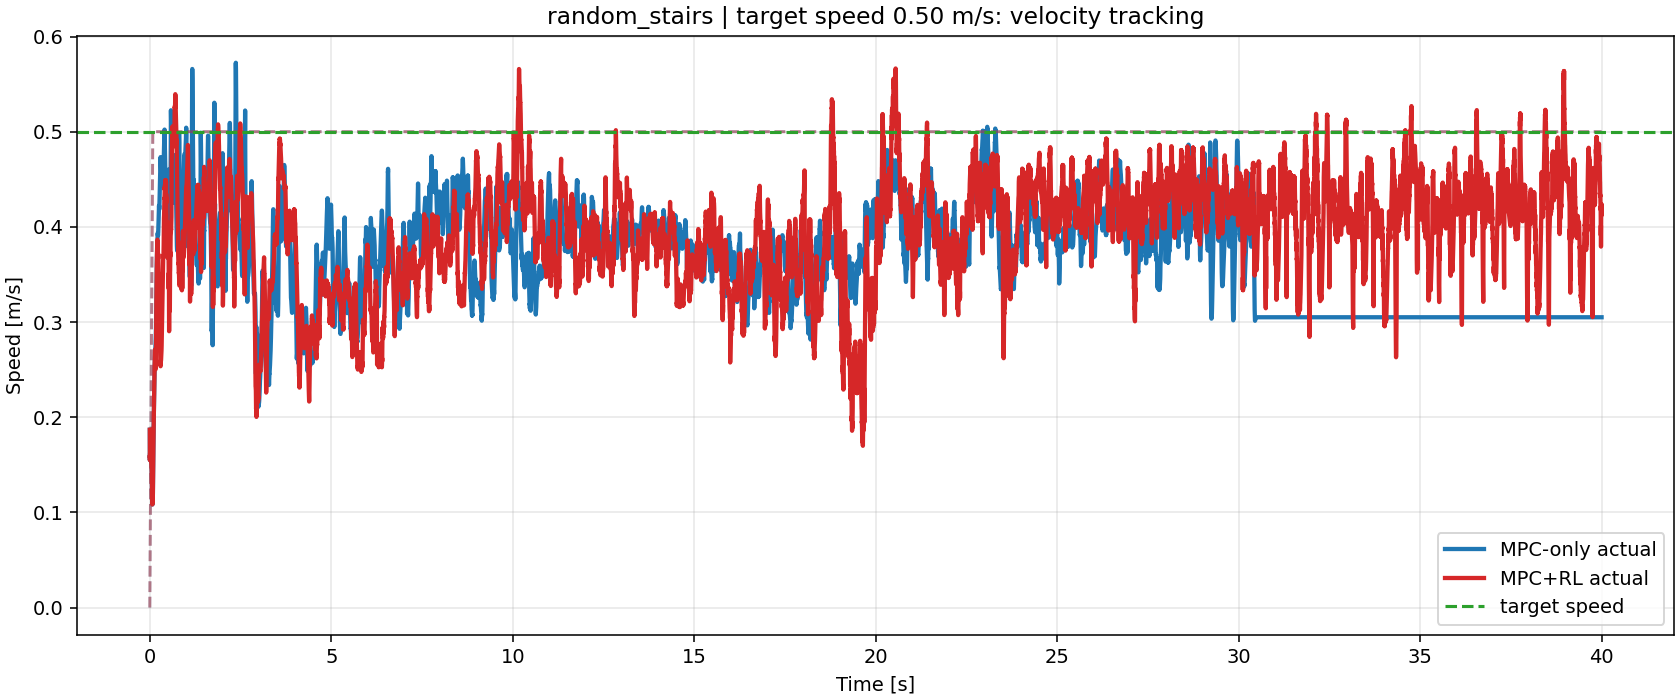 random_stairs | target speed 0.50 m/s: velocity tracking
Speed [m/s]
0.6
0.5
0.4
0.3
0.2
0.1
0.0
0 5 10 15 20 25 30 35 40
Time [s]
MPC-only actual
MPC+RL actual
target speed